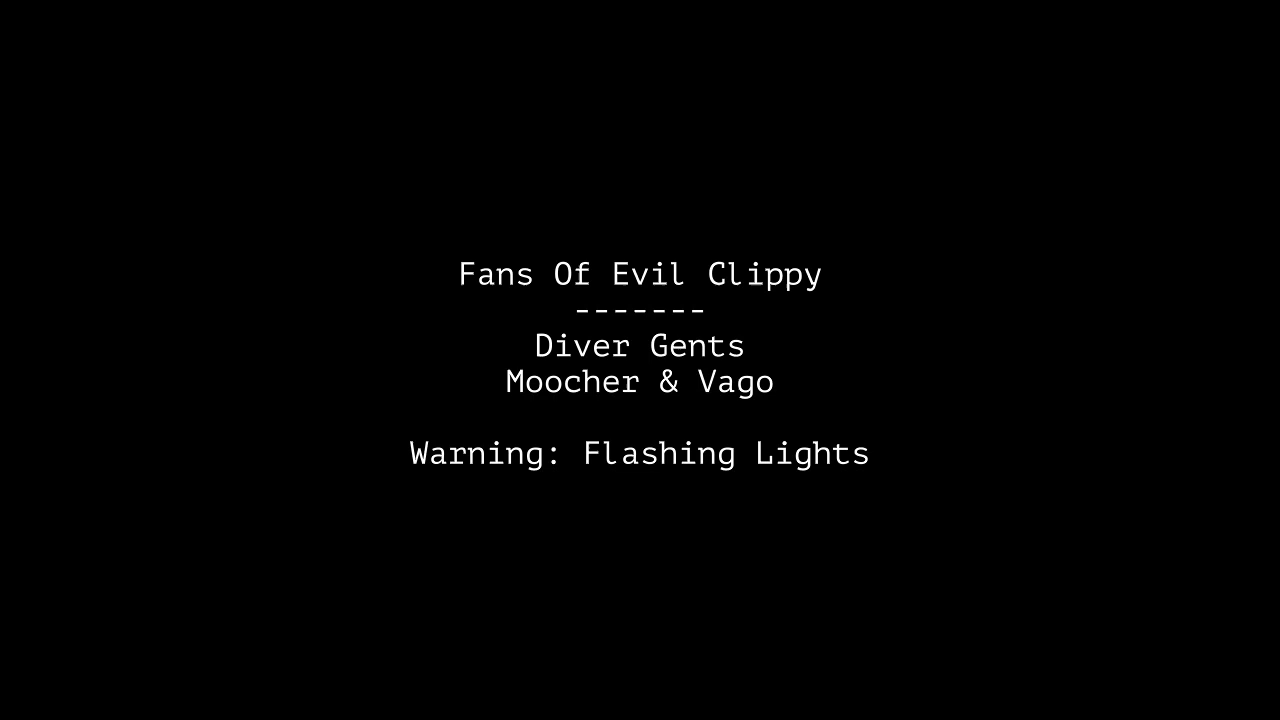 Fans Of Evil Clippy
-------
Diver Gents
Moocher & Vago
Warning: Flashing Lights